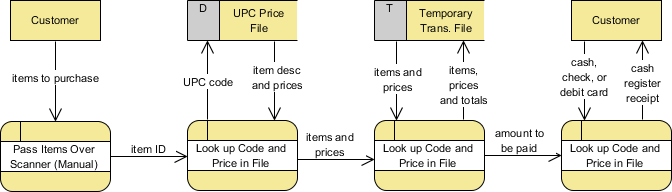 Customer
D
UPC Price
File
T
Temporary
Trans. File
Customer
items to purchase
UPC code
item desc
and prices
items and
prices
items,
prices
and totals
cash,
check, or
debit card
cash
register
receipt
Pass Items Over
Scanner (Manual)
item ID
Look up Code and
Price in File
items and
prices
Look up Code and
Price in File
amount to
be paid
Look up Code and
Price in File